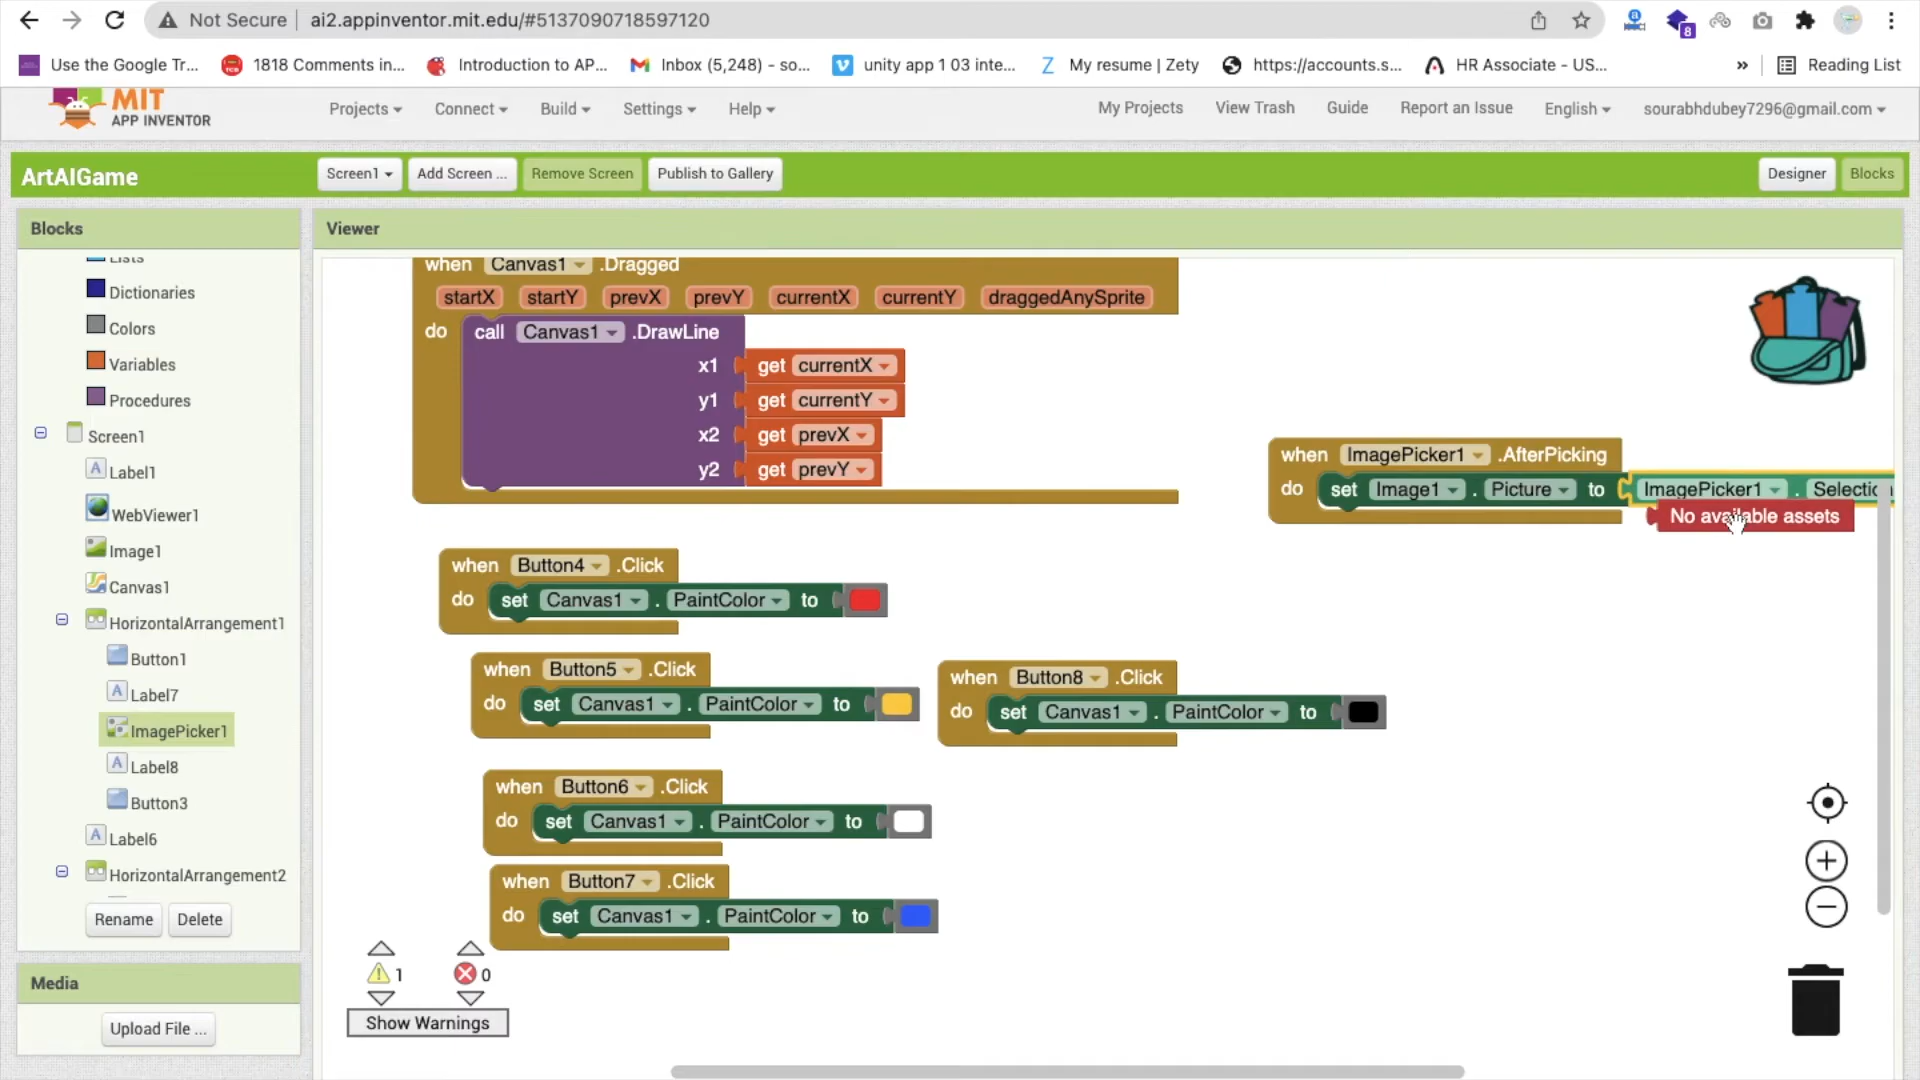 Not Secure
ai2.appinventor.mit.edu/#5137090718597120
8
Use the Google Tr...
1818 Comments in...
Introduction to AP...
Inbox (5,248) - so...
unity app 1 03 inte...
My resume | Zety
https://accounts.s...
HR Associate - US...
»
Reading List
MIT
APP INVENTOR
Projects
Connect
Build
Settings
Help
My Projects
View Trash
Guide
Report an Issue
English
sourabhdubey7296@gmail.com
ArtAIGame
Screen1
Add Screen ...
Remove Screen
Publish to Gallery
Designer
Blocks
Blocks
Lists
Dictionaries
Colors
Variables
Procedures
Screen1
Label1
WebViewer1
Image1
Canvas1
HorizontalArrangement1
Button1
Label7
ImagePicker1
Label8
Button3
Label6
HorizontalArrangement2
Rename
Delete
Media
Upload File ...
Viewer
when Canvas1 .Dragged
startX startY prevX prevY currentX currentY draggedAnySprite
do call Canvas1 .DrawLine
x1 get currentX
y1 get currentY
x2 get prevX
y2 get prevY
when ImagePicker1 .AfterPicking
do set Image1 . Picture to ImagePicker1 . Selection
No available assets
when Button4 .Click
do set Canvas1 . PaintColor to
when Button5 .Click
do set Canvas1 . PaintColor to
when Button8 .Click
do set Canvas1 . PaintColor to
when Button6 .Click
do set Canvas1 . PaintColor to
when Button7 .Click
do set Canvas1 . PaintColor to
1
0
Show Warnings